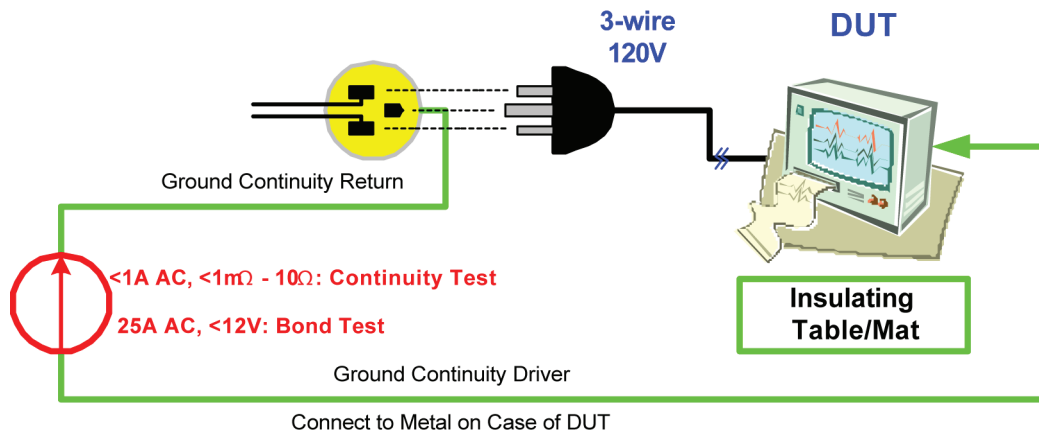 3-wire
120V
DUT
Ground Continuity Return
<1A AC, <1mΩ - 10Ω: Continuity Test
25A AC, <12V: Bond Test
Insulating
Table/Mat
Ground Continuity Driver
Connect to Metal on Case of DUT